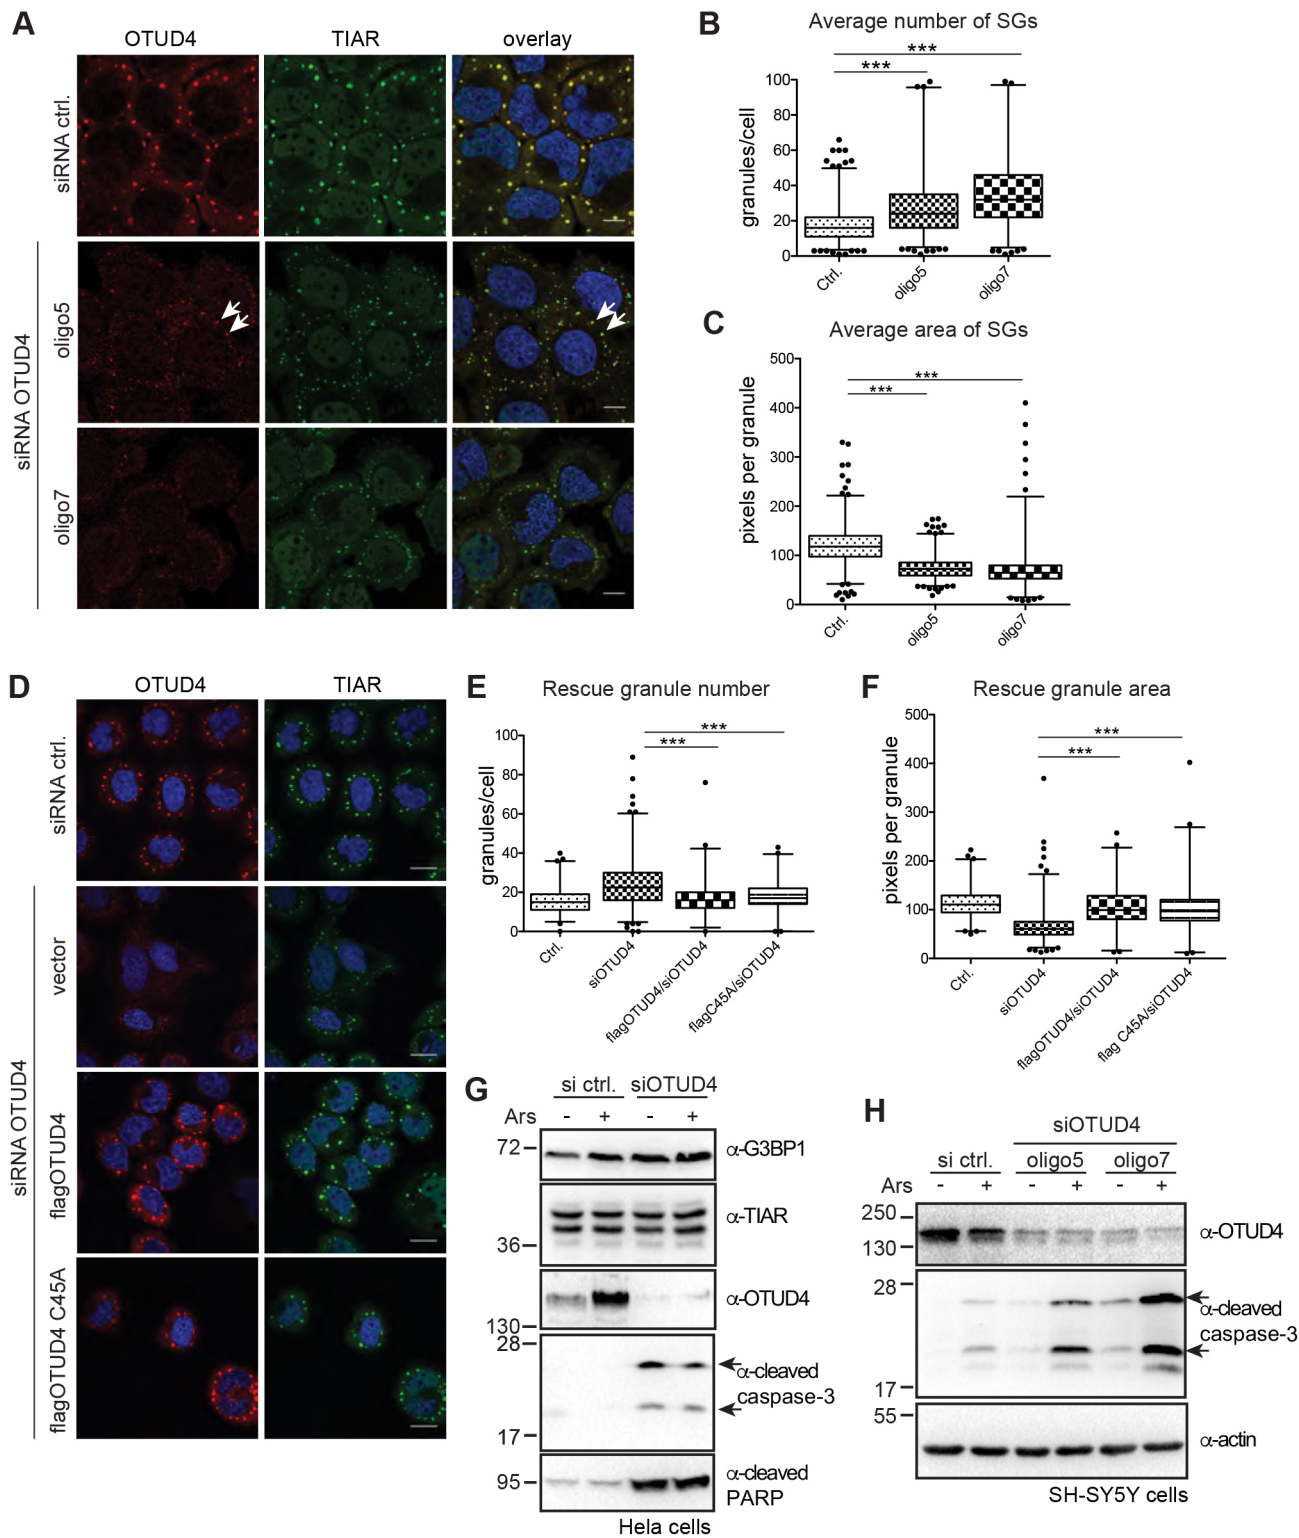 A
OTUD4 TIAR overlay
siRNA ctrl.
siRNA OTUD4
oligo5
oligo7
B
Average number of SGs
***
***
granules/cell
100
80
60
40
20
0
Ctrl. oligo5 oligo7
C
Average area of SGs
***
***
pixels per granule
500
400
300
200
100
0
Ctrl. oligo5 oligo7
D
OTUD4 TIAR
siRNA ctrl.
siRNA OTUD4
vector
flagOTUD4
flagOTUD4 C45A
E
Rescue granule number
***
***
granules/cell
100
80
60
40
20
0
Ctrl. siOTUD4 flagOTUD4/siOTUD4 flagC45A/siOTUD4
F
Rescue granule area
***
***
pixels per granule
500
400
300
200
100
0
Ctrl. siOTUD4 flagOTUD4/siOTUD4 flag C45A/siOTUD4
G
si ctrl. siOTUD4
Ars - + - +
72 α-G3BP1
α-TIAR
36
α-OTUD4
130
28
α-cleaved
caspase-3
17
95 α-cleaved
PARP
Hela cells
H
siOTUD4
si ctrl. oligo5 oligo7
Ars - + - + - +
250
α-OTUD4
130
28
α-cleaved
caspase-3
17
55
α-actin
SH-SY5Y cells